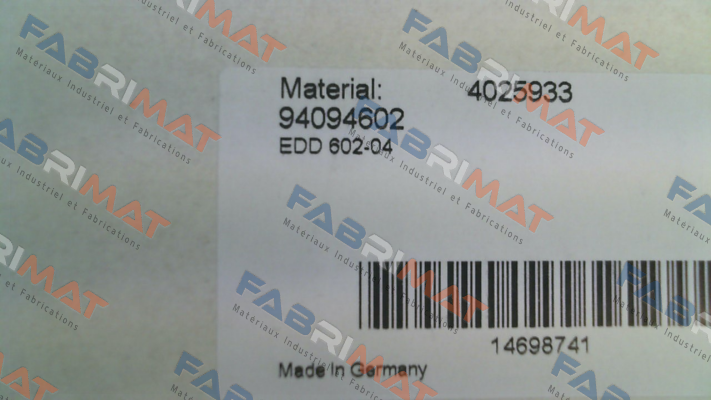 Material: 4025933
94094602
EDD 602-04
14698741
Made In Germany
FABRIMAT
Matériaux Industriel et Fabrications